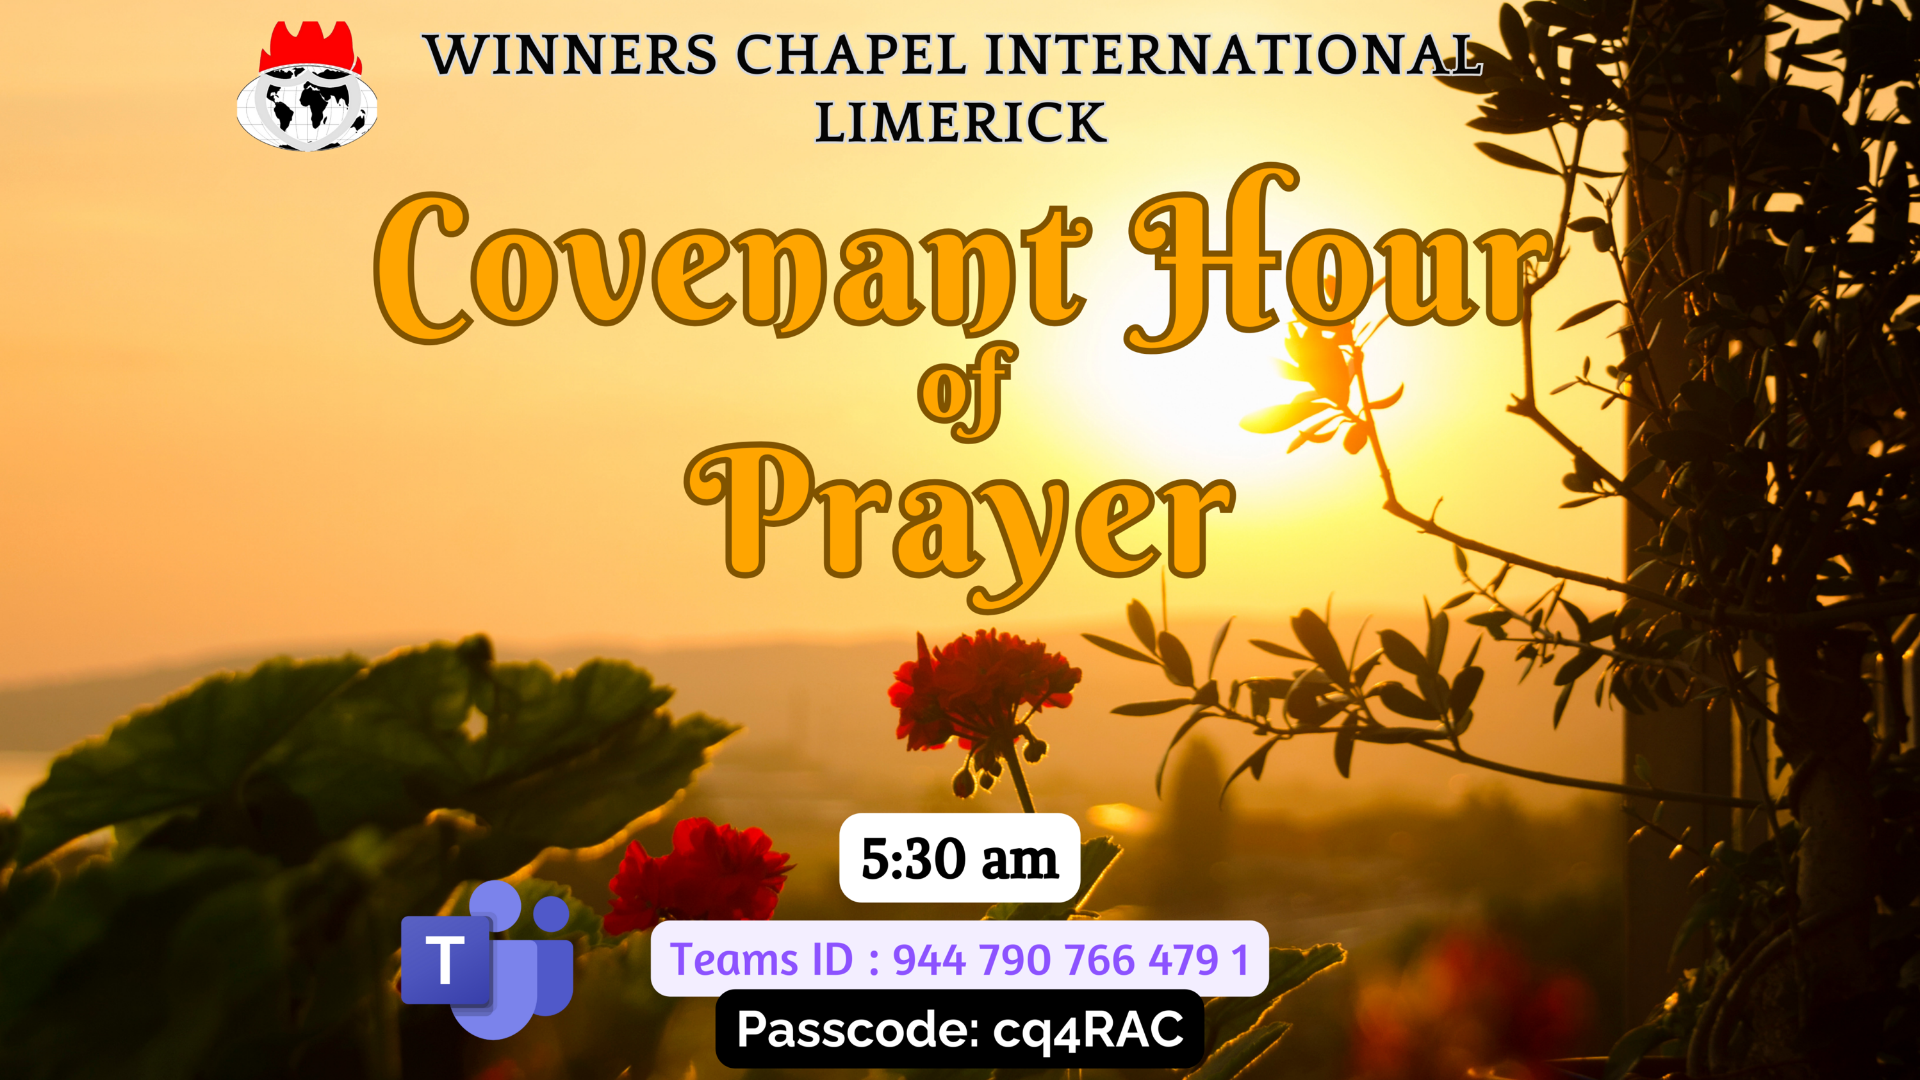 WINNERS CHAPEL INTERNATIONAL
LIMERICK
Covenant Hour
of
Prayer
5:30 am
T
Teams ID : 944 790 766 479 1
Passcode: cq4RAC